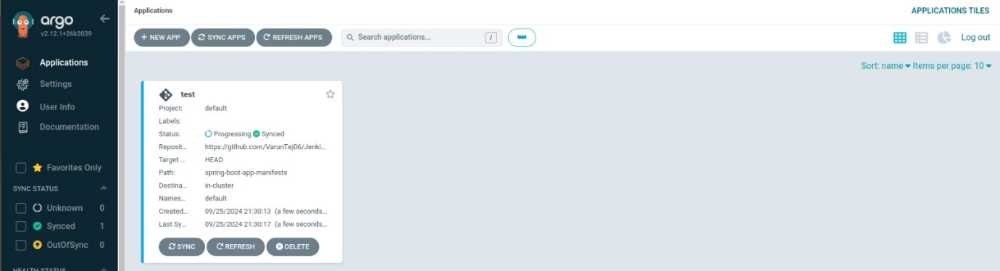 argo
v2.12.1+26b2039
Applications
Settings
User Info
Documentation
Favorites Only
SYNC STATUS
Unknown 0
Synced 1
OutOfSync 0
HEALTH STATUS
Applications
APPLICATIONS TILES
+ NEW APP SYNC APPS REFRESH APPS Search applications... / Log out
Sort: name Items per page: 10
test
Project: default
Labels:
Status: Progressing Synced
Reposit... https://github.com/VarunTej06/Jenki...
Target ... HEAD
Path: spring-boot-app-manifests
Destina... in-cluster
Names... default
Created... 09/25/2024 21:30:13 (a few seconds...
Last Sy... 09/25/2024 21:30:17 (a few seconds...
SYNC REFRESH DELETE